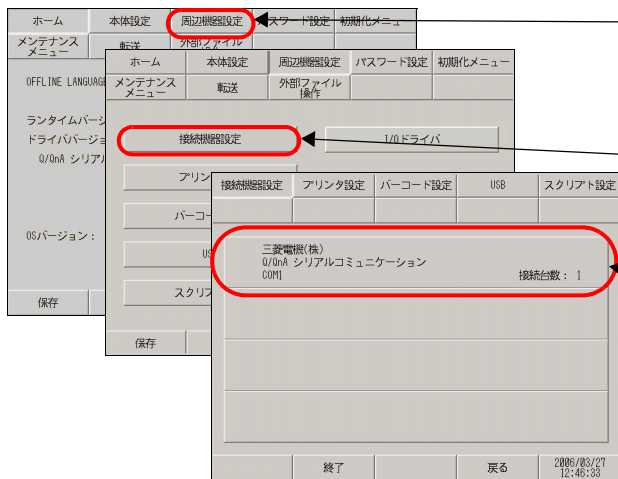 ホーム 本体設定 周辺機器設定 パスワード設定 初期化メニュー
メンテナンス
メニュー
転送
外部ファイル
OFFLINE LANGUAGE
ランタイムバージ
ドライババージョ
Q/QnA シリアル
OSバージョン :
保存
ホーム 本体設定 周辺機器設定 パスワード設定 初期化メニュー
メンテナンス
メニュー
転送
外部ファイル
操作
接続機器設定 I/Oドライバ
プリン
バーコー
US
スクリプ
保存
接続機器設定 プリンタ設定 バーコード設定 USB スクリプト設定
三菱電機(株)
Q/QnA シリアルコミュニケーション
COM1 接続台数 : 1
終了 戻る 2006/03/27
12:46:33